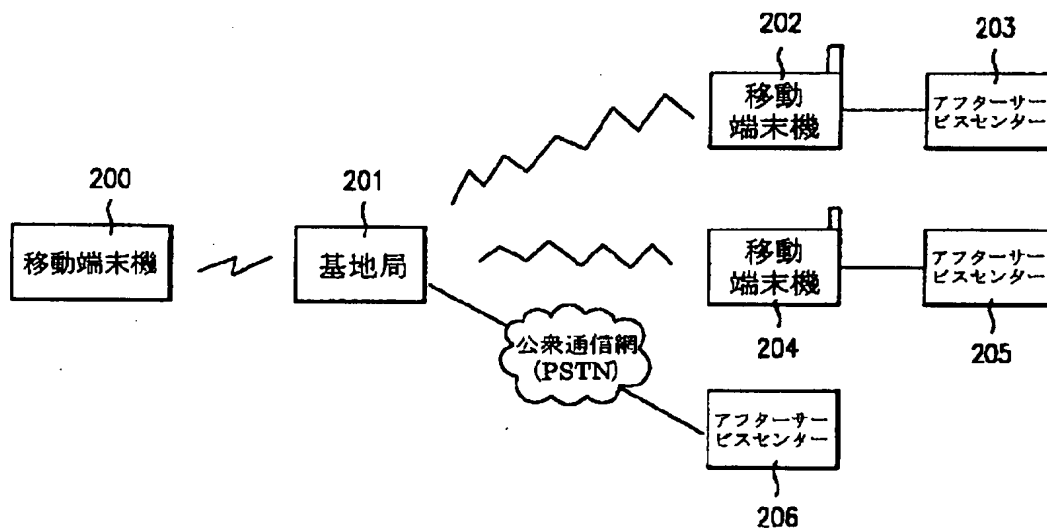 202
203
移動
端末機
アフターサー
ビスセンター
200
201
移動端末機
基地局
移動
端末機
アフターサー
ビスセンター
204
205
公衆通信網
(PSTN)
アフターサー
ビスセンター
206